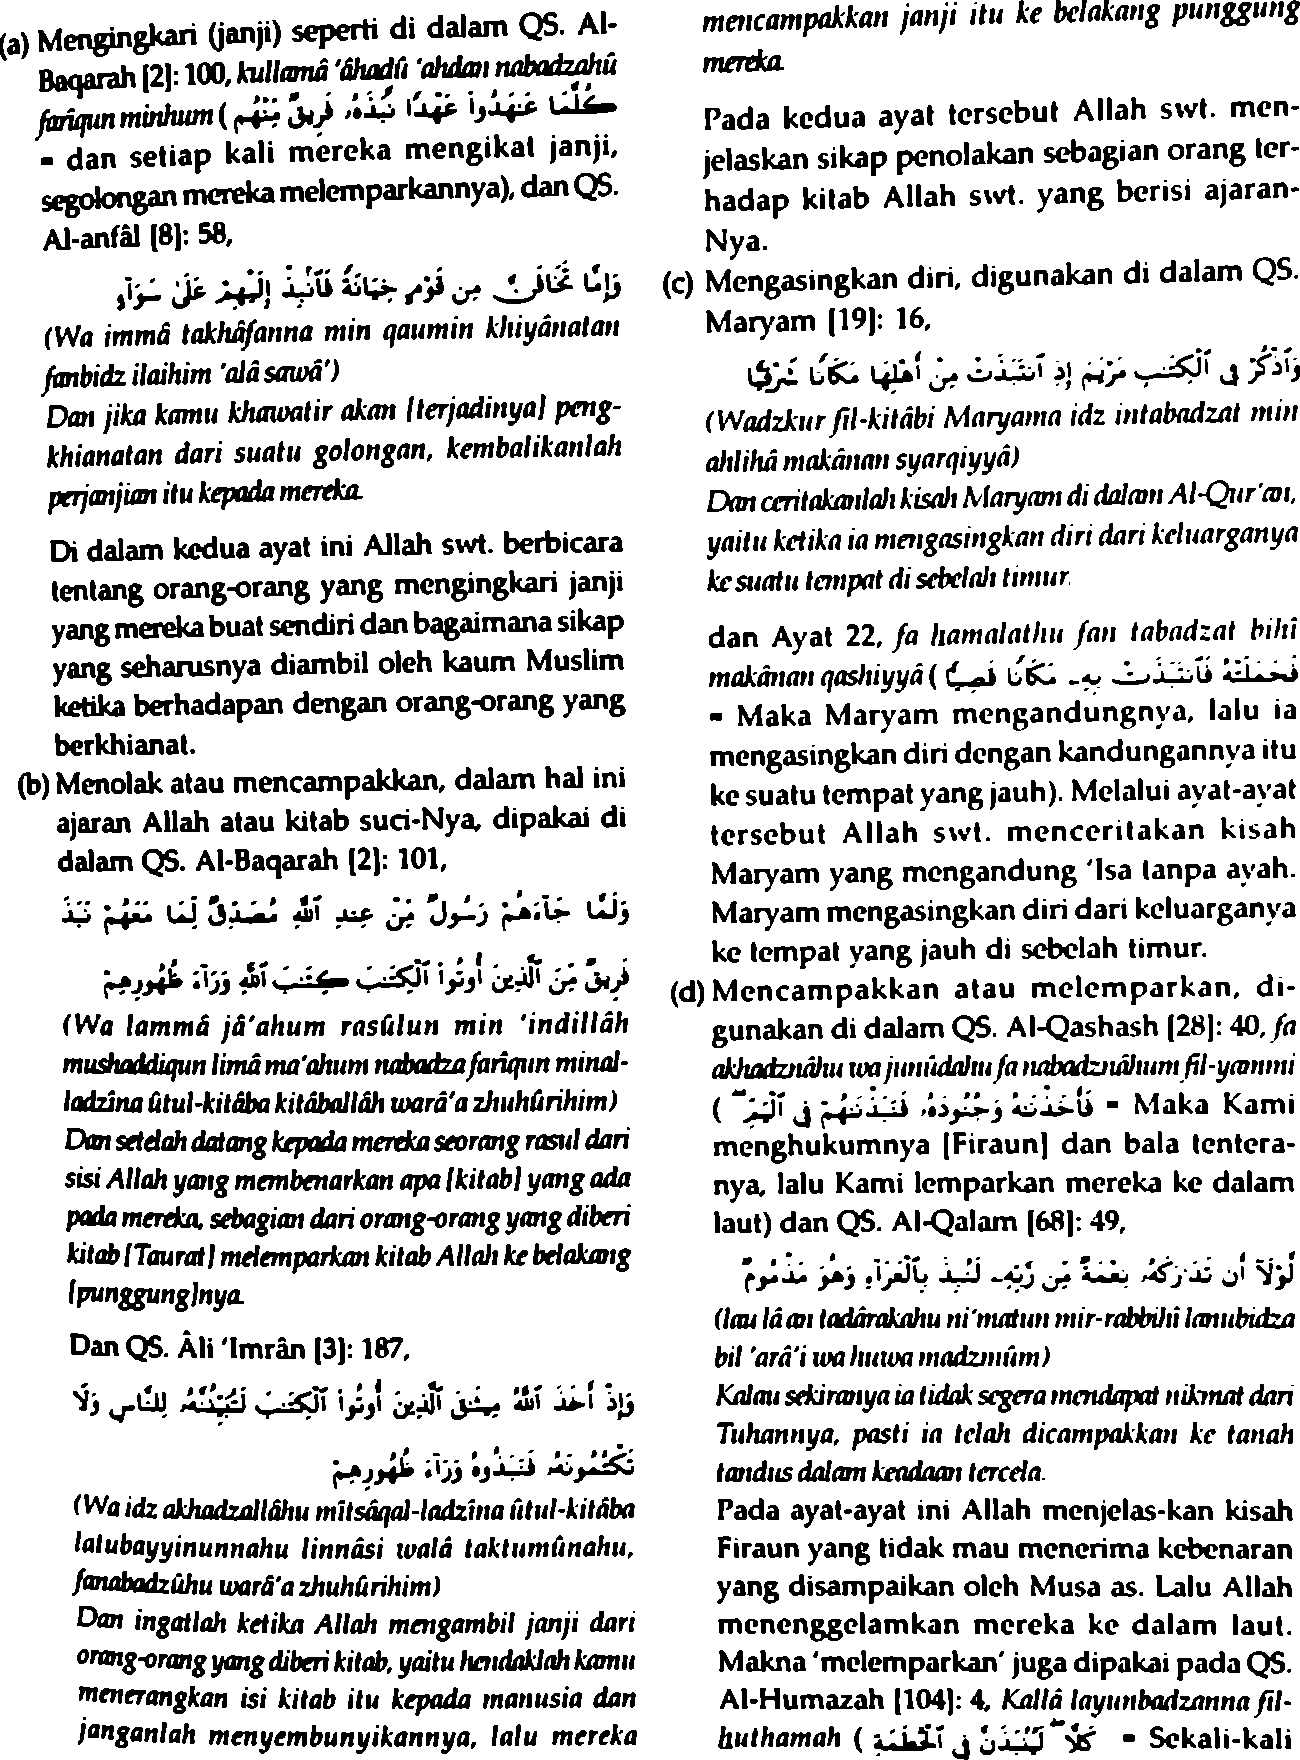 (a) Mengingkari (janji) seperti di dalam QS. Al-
Baqarah [2]: 100, kullamâ 'âhadû 'ahdan nabadzahû
farîqun minhum ( كُلَّمَا عَـٰهَدُوا۟ عَهْدًا نَّبَذَهُۥ فَرِيقٌ مِّنْهُم
= dan setiap kali mereka mengikat janji,
segolongan mereka melemparkannya), dan QS.
Al-anfâl [8]: 58,
وَإِمَّا تَخَافَنَّ مِن قَوْمٍ خِيَانَةً فَٱنۢبِذْ إِلَيْهِمْ عَلَىٰ سَوَآءٍ
(Wa immâ takhâfanna min qaumin khiyânatan
fanbidz ilaihim 'alâ sawâ')
Dan jika kamu khawatir akan [terjadinya] peng-
khianatan dari suatu golongan, kembalikanlah
perjanjian itu kepada mereka.
Di dalam kedua ayat ini Allah swt. berbicara
tentang orang-orang yang mengingkari janji
yang mereka buat sendiri dan bagaimana sikap
yang seharusnya diambil oleh kaum Muslim
ketika berhadapan dengan orang-orang yang
berkhianat.
(b) Menolak atau mencampakkan, dalam hal ini
ajaran Allah atau kitab suci-Nya, dipakai di
dalam QS. Al-Baqarah [2]: 101,
وَلَمَّا جَآءَهُمْ رَسُولٌ مِّنْ عِندِ ٱللَّهِ مُصَدِّقٌ لِّمَا مَعَهُمْ نَبَذَ
فَرِيقٌ مِّنَ ٱلَّذِينَ أُوتُوا۟ ٱلْكِتَـٰبَ كِتَـٰبَ ٱللَّهِ وَرَآءَ ظُهُورِهِمْ
(Wa lammâ jâ'ahum rasûlun min 'indillâh
mushaddiqun limâ ma'ahum nabadza farîqun minal-
ladzîna ûtul-kitâba kitâballâh warâ'a zhuhûrihim)
Dan setelah datang kepada mereka seorang rasul dari
sisi Allah yang membenarkan apa [kitab] yang ada
pada mereka, sebagian dari orang-orang yang diberi
kitab [Taurat] melemparkan kitab Allah ke belakang
[punggung]nya.
Dan QS. Âli 'Imrân [3]: 187,
وَإِذْ أَخَذَ ٱللَّهُ مِيثَـٰقَ ٱلَّذِينَ أُوتُوا۟ ٱلْكِتَـٰبَ لَتُبَيِّنُنَّهُۥ لِلنَّاسِ وَلَا
تَكْتُمُونَهُۥ فَنَبَذُوهُ وَرَآءَ ظُهُورِهِمْ
(Wa idz akhadzallâhu mîtsâqal-ladzîna ûtul-kitâba
latubayyinunnahu linnâsi walâ taktumûnahu,
fanabadzûhu warâ'a zhuhûrihim)
Dan ingatlah ketika Allah mengambil janji dari
orang-orang yang diberi kitab, yaitu hendaklah kamu
menerangkan isi kitab itu kepada manusia dan
janganlah menyembunyikannya, lalu mereka
mencampakkan janji itu ke belakang punggung
mereka.
Pada kedua ayat tersebut Allah swt. men-
jelaskan sikap penolakan sebagian orang ter-
hadap kitab Allah swt. yang berisi ajaran-
Nya.
(c) Mengasingkan diri, digunakan di dalam QS.
Maryam [19]: 16,
وَٱذْكُرْ فِى ٱلْكِتَـٰبِ مَرْيَمَ إِذِ ٱنتَبَذَتْ مِنْ أَهْلِهَا مَكَانًا شَرْقِيًّا
(Wadzkur fil-kitâbi Maryama idz intabadzat min
ahlihâ makânan syarqiyyâ)
Dan ceritakanlah kisah Maryam di dalam Al-Qur'an,
yaitu ketika ia mengasingkan diri dari keluarganya
ke suatu tempat di sebelah timur.
dan Ayat 22, fa hamalathu fan tabadzat bihî
makânan qashiyyâ ( فَحَمَلَتْهُ فَٱنتَبَذَتْ بِهِۦ مَكَانًا قَصِيًّا
= Maka Maryam mengandungnya, lalu ia
mengasingkan diri dengan kandungannya itu
ke suatu tempat yang jauh). Melalui ayat-ayat
tersebut Allah swt. menceritakan kisah
Maryam yang mengandung 'Isa tanpa ayah.
Maryam mengasingkan diri dari keluarganya
ke tempat yang jauh di sebelah timur.
(d) Mencampakkan atau melemparkan, di-
gunakan di dalam QS. Al-Qashash [28]: 40, fa
akhadznâhu wa junûdahu fa nabadznâhum fil-yammi
( فَأَخَذْنَـٰهُ وَجُنُودَهُۥ فَنَبَذْنَـٰهُمْ فِى ٱلْيَمِّ = Maka Kami
menghukumnya [Firaun] dan bala tentera-
nya, lalu Kami lemparkan mereka ke dalam
laut) dan QS. Al-Qalam [68]: 49,
لَّوْلَآ أَن تَدَٰرَكَهُۥ نِعْمَةٌ مِّن رَّبِّهِۦ لَنُبِذَ بِٱلْعَرَآءِ وَهُوَ مَذْمُومٌ
(lau lâ an tadârakahu ni'matun mir-rabbihî lanubidza
bil 'arâ'i wa huwa madzmûm)
Kalau sekiranya ia tidak segera mendapat nikmat dari
Tuhannya, pasti ia telah dicampakkan ke tanah
tandus dalam keadaan tercela.
Pada ayat-ayat ini Allah menjelas-kan kisah
Firaun yang tidak mau menerima kebenaran
yang disampaikan oleh Musa as. Lalu Allah
menenggelamkan mereka ke dalam laut.
Makna 'melemparkan' juga dipakai pada QS.
Al-Humazah [104]: 4, Kallâ layunbadzanna fil-
huthamah ( كَلَّا لَيُنۢبَذَنَّ فِى ٱلْحُطَمَةِ = Sekali-kali